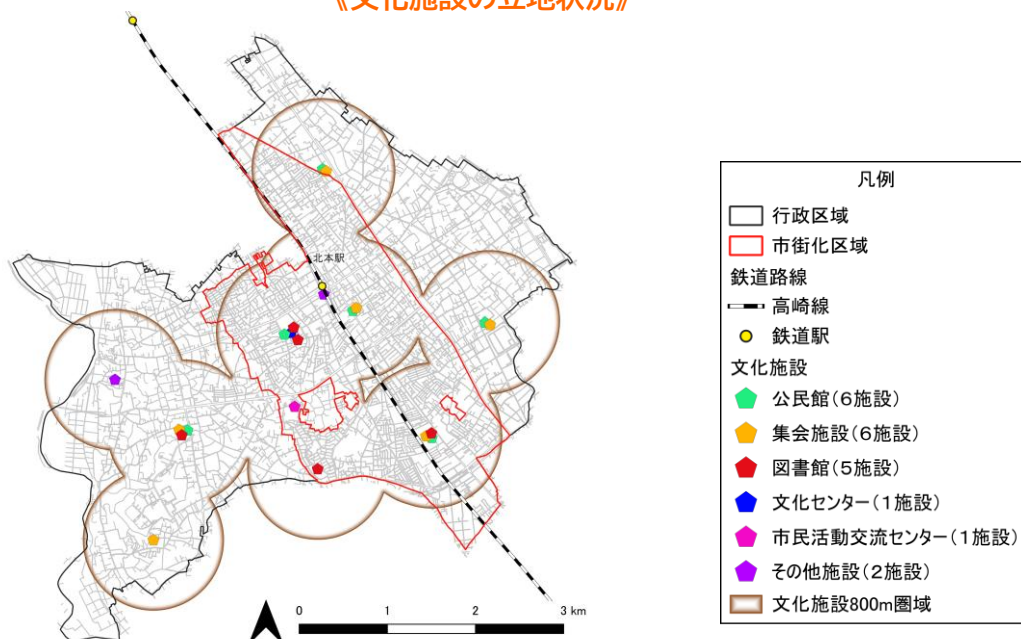 《文化施設の立地状況》
北本駅
0 1 2 3 km
凡例
行政区域
市街化区域
鉄道路線
高崎線
鉄道駅
文化施設
公民館(6施設)
集会施設(6施設)
図書館(5施設)
文化センター(1施設)
市民活動交流センター(1施設)
その他施設(2施設)
文化施設800m圏域